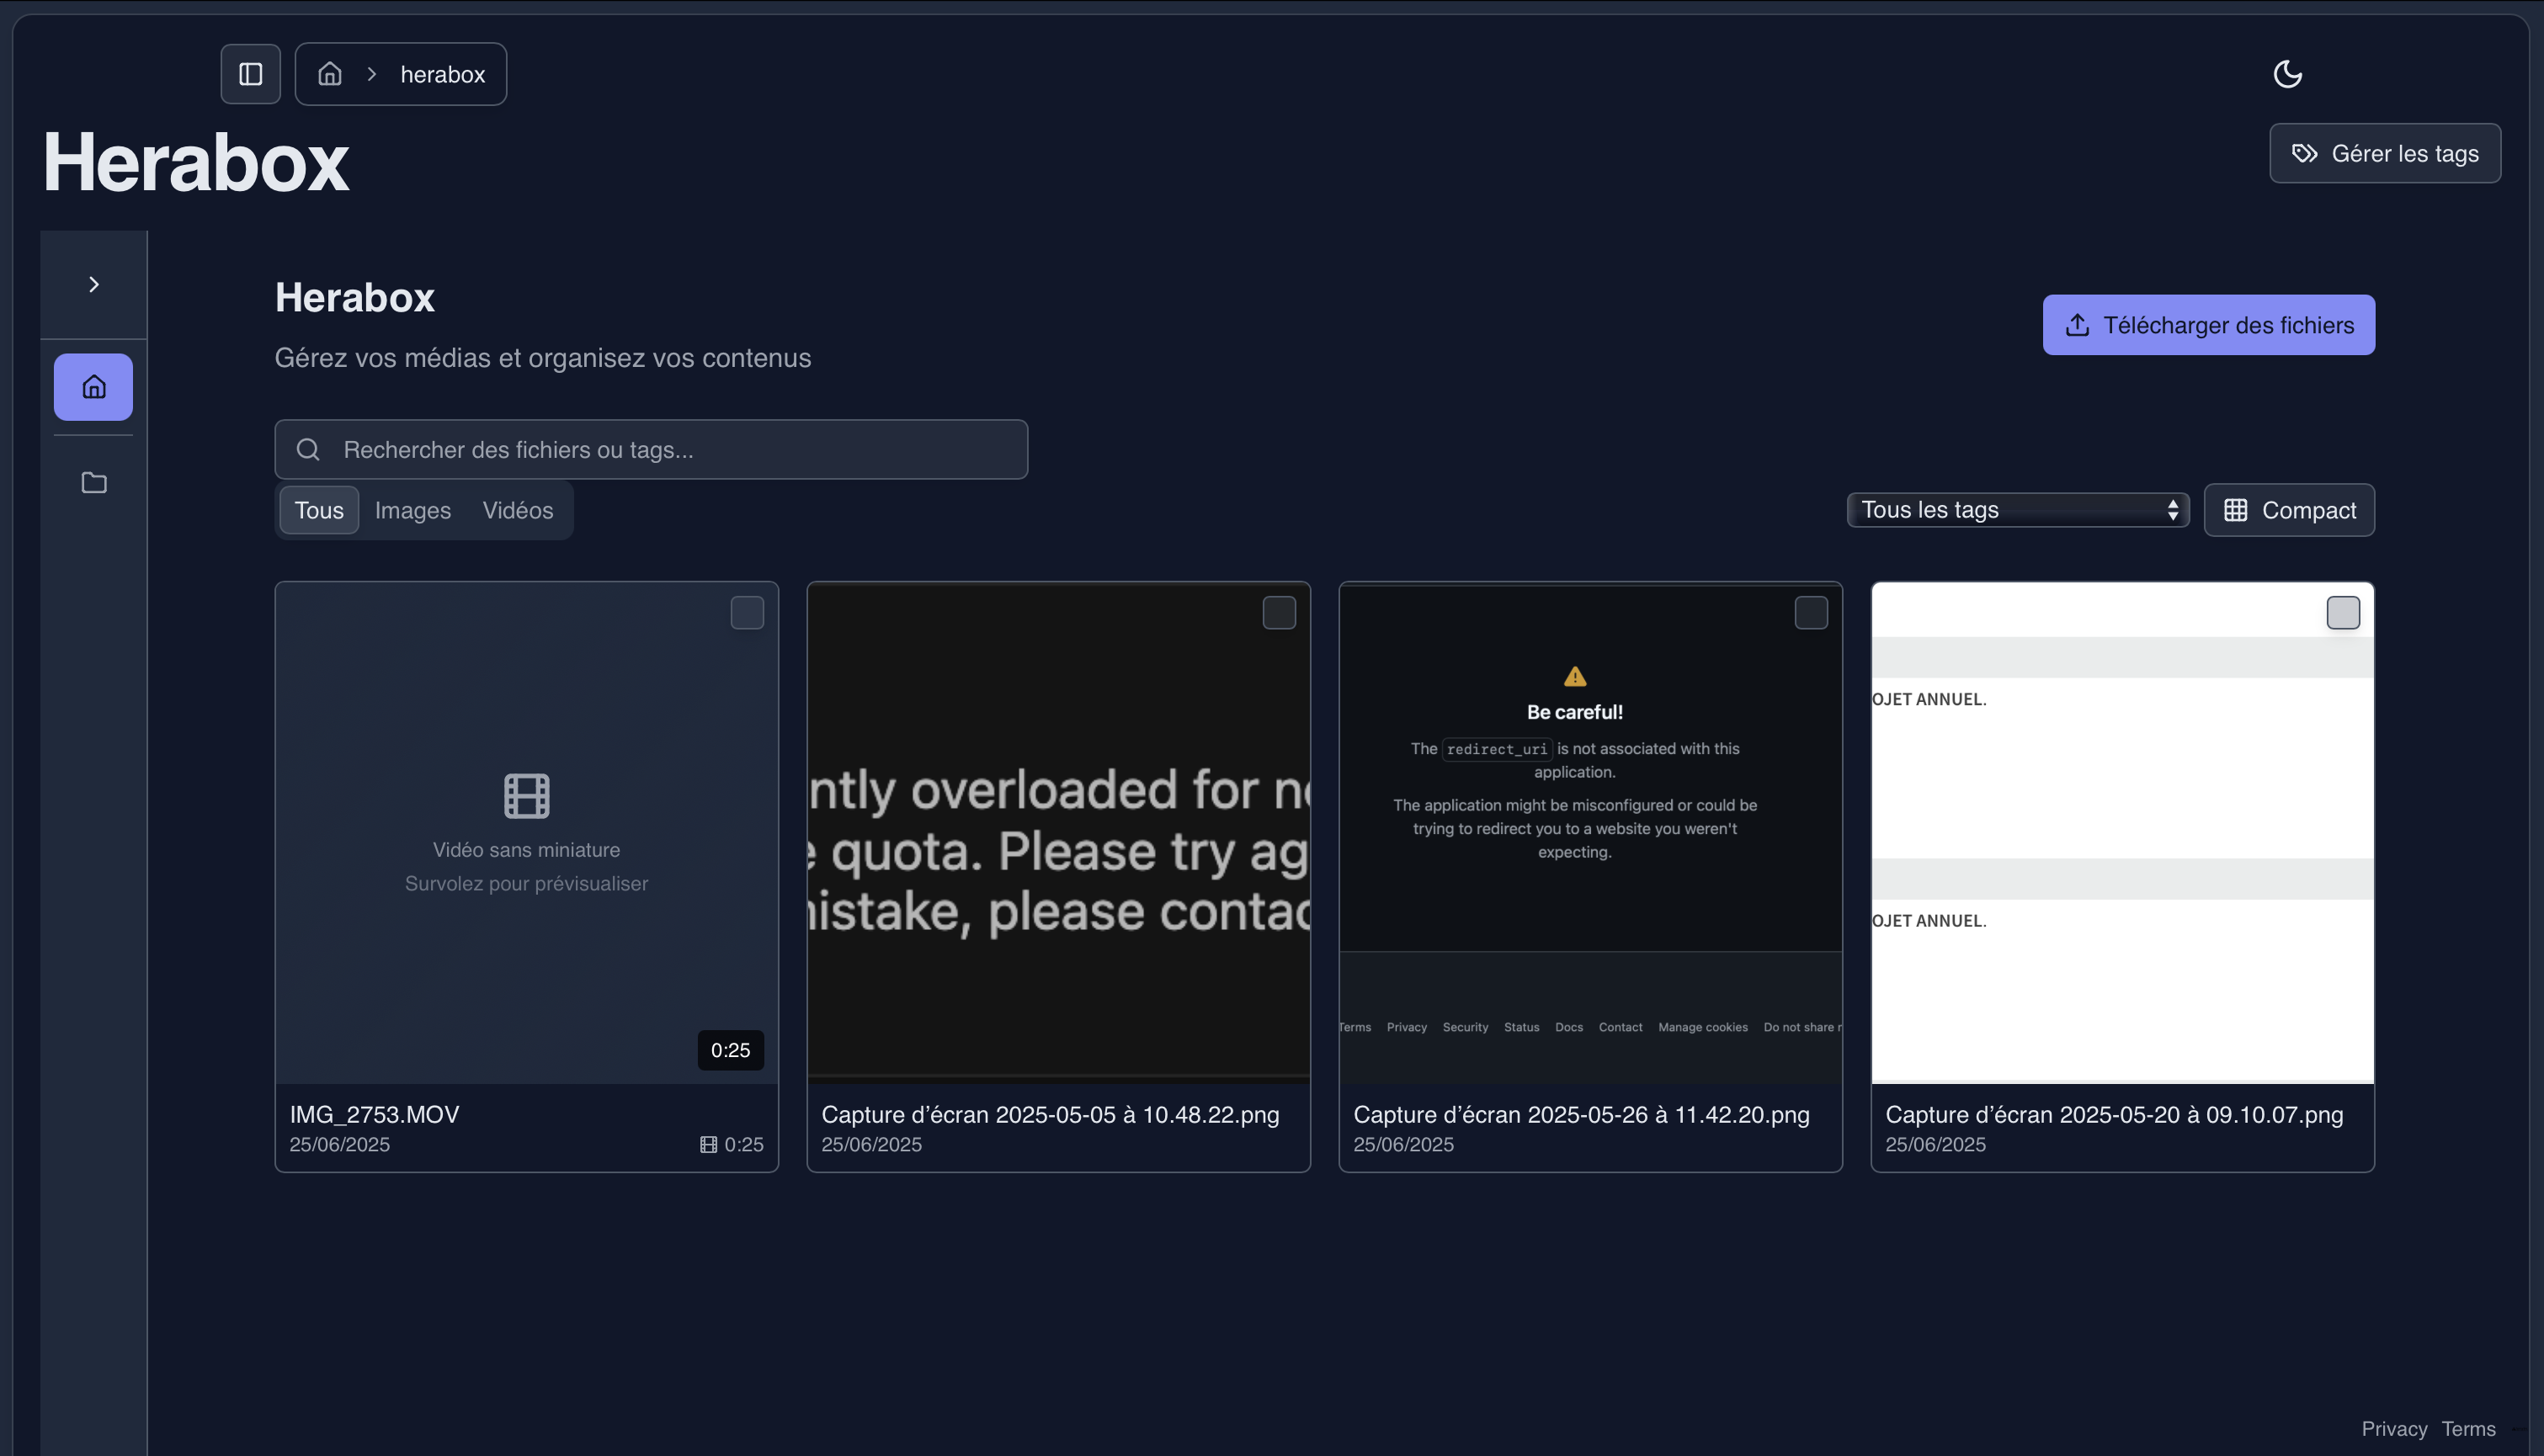 herabox
Herabox
Gérer les tags
Herabox
Gérez vos médias et organisez vos contenus
Télécharger des fichiers
Rechercher des fichiers ou tags...
Tous Images Vidéos
Tous les tags
Compact
Vidéo sans miniature
Survolez pour prévisualiser
0:25
IMG_2753.MOV
25/06/2025
0:25
ntly overloaded for
quota. Please try ag
istake, please contac
Capture d’écran 2025-05-05 à 10.48.22.png
25/06/2025
Be careful!
The redirect_uri is not associated with this
application.
The application might be misconfigured or could be
trying to redirect you to a website you weren't
expecting.
Terms Privacy Security Status Docs Contact Manage cookies Do not share
Capture d’écran 2025-05-26 à 11.42.20.png
25/06/2025
OJET ANNUEL.
OJET ANNUEL.
Capture d’écran 2025-05-20 à 09.10.07.png
25/06/2025
Privacy Terms